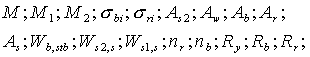 M; M₁; M₂; σ_bi; σ_ri; A_s2; A_w; A_b; A_r;
A_s; W_b,stb; W_s2,s; W_s1,s; n_r; n_b; R_y; R_b; R_r;